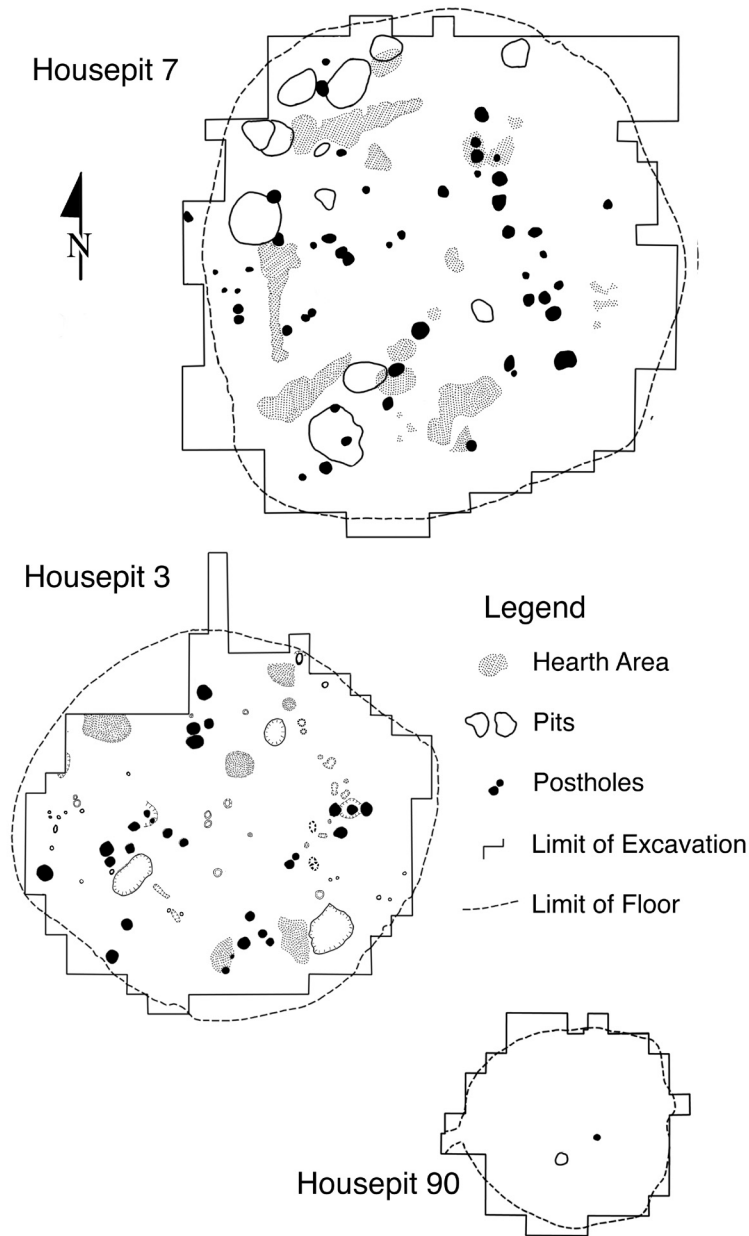 Housepit 7
N
Housepit 3
Legend
Hearth Area
Pits
Postholes
Limit of Excavation
Limit of Floor
Housepit 90